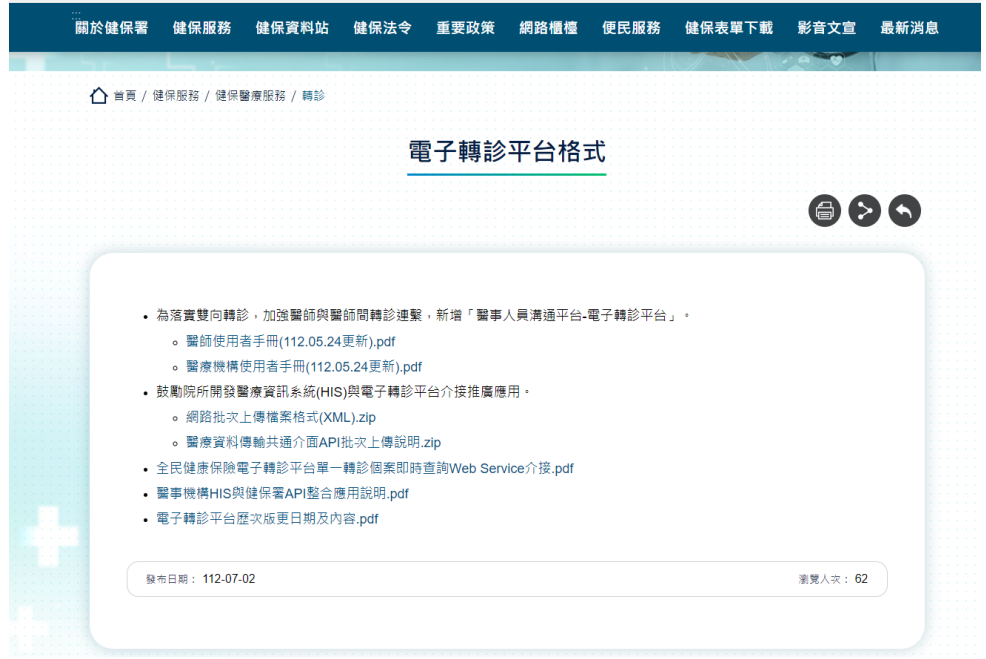 關於健保署 健保服務 健保資料站 健保法令 重要政策 網路櫃檯 便民服務 健保表單下載 影音文宣 最新消息
首頁 / 健保服務 / 健保醫療服務 / 轉診
電子轉診平台格式
為落實雙向轉診，加強醫師與醫師間轉診連繫，新增「醫事人員溝通平台-電子轉診平台」。
醫師使用者手冊(112.05.24更新).pdf
醫療機構使用者手冊(112.05.24更新).pdf
鼓勵院所開發醫療資訊系統(HIS)與電子轉診平台介接推廣應用。
網路批次上傳檔案格式(XML).zip
醫療資料傳輸共通介面API批次上傳說明.zip
全民健康保險電子轉診平台單一轉診個案即時查詢Web Service介接.pdf
醫事機構HIS與健保署API整合應用說明.pdf
電子轉診平台歷次版更日期及內容.pdf
發布日期： 112-07-02 瀏覽人次： 62